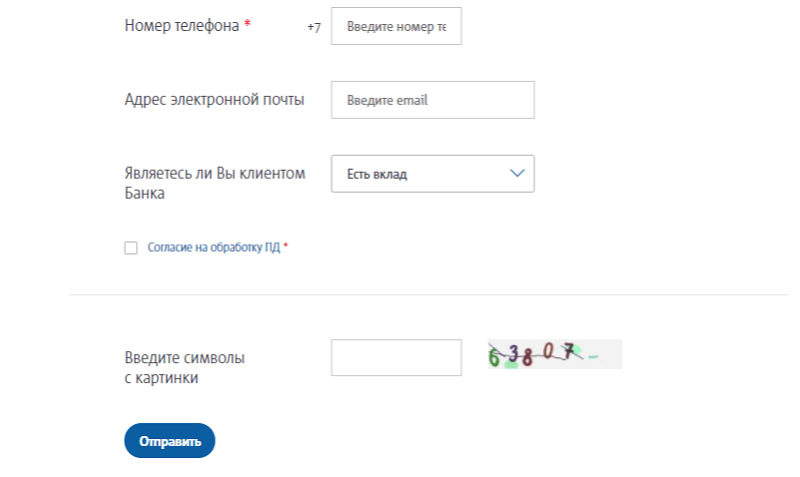 Номер телефона * +7 Введите номер те
Адрес электронной почты Введите email
Являетесь ли Вы клиентом Есть вклад
Банка
Согласие на обработку ПД *
Введите символы
с картинки
63807
Отправить